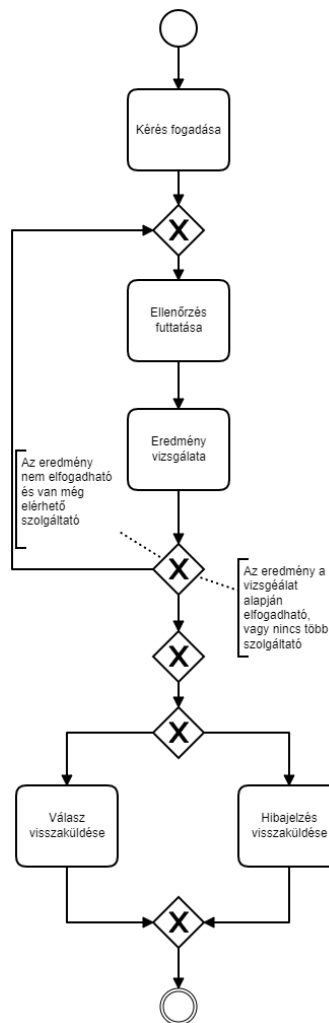 Kérés fogadása
X
Ellenőrzés
futtatása
Eredmény
vizsgálata
Az eredmény
nem elfogadható
és van még
elérhető
szolgáltató
X
Az eredmény a
vizsgéálat
alapján
elfogadható,
vagy nincs több
szolgáltató
X
X
Válasz
visszaküldése
Hibajelzés
visszaküldése
X